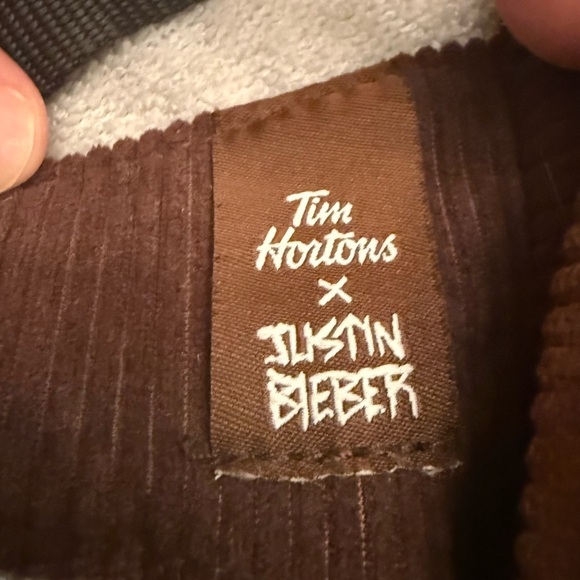 Tim
Hortons
×
JUSTIN
BIEBER